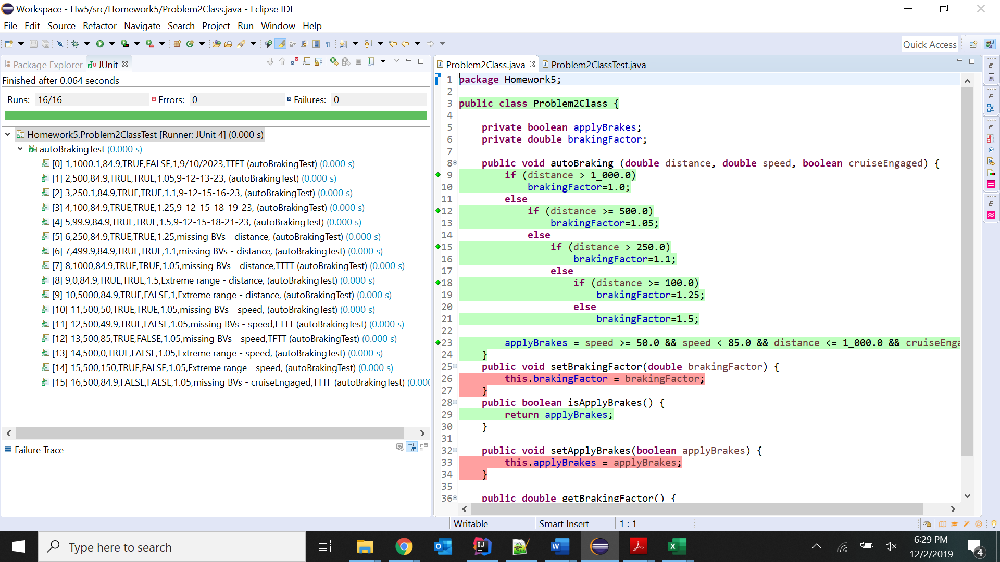 Workspace - Hw5/src/Homework5/Problem2Class.java - Eclipse IDE
File Edit Source Refactor Navigate Search Project Run Window Help
Quick Access
Package Explorer JUnit
Finished after 0.064 seconds
Runs: 16/16 Errors: 0 Failures: 0
Homework5.Problem2ClassTest [Runner: JUnit 4] (0.000 s)
autoBrakingTest (0.000 s)
[0] 1,1000.1,84.9,TRUE,FALSE,1,9/10/2023,TTFT (autoBrakingTest) (0.000 s)
[1] 2,500,84.9,TRUE,TRUE,1.05,9-12-13-23, (autoBrakingTest) (0.000 s)
[2] 3,250.1,84.9,TRUE,TRUE,1.1,9-12-15-16-23, (autoBrakingTest) (0.000 s)
[3] 4,100,84.9,TRUE,TRUE,1.25,9-12-15-18-19-23, (autoBrakingTest) (0.000 s)
[4] 5,99.9,84.9,TRUE,TRUE,1.5,9-12-15-18-21-23, (autoBrakingTest) (0.000 s)
[5] 6,250,84.9,TRUE,TRUE,1.25,missing BVs - distance, (autoBrakingTest) (0.000 s)
[6] 7,499.9,84.9,TRUE,TRUE,1.1,missing BVs - distance, (autoBrakingTest) (0.000 s)
[7] 8,1000,84.9,TRUE,TRUE,1.05,missing BVs - distance,TTTT (autoBrakingTest) (0.000 s)
[8] 9,0,84.9,TRUE,TRUE,1.5,Extreme range - distance, (autoBrakingTest) (0.000 s)
[9] 10,5000,84.9,TRUE,FALSE,1,Extreme range - distance, (autoBrakingTest) (0.000 s)
[10] 11,500,50,TRUE,TRUE,1.05,missing BVs - speed, (autoBrakingTest) (0.000 s)
[11] 12,500,49.9,TRUE,FALSE,1.05,missing BVs - speed,FTTT (autoBrakingTest) (0.000 s)
[12] 13,500,85,TRUE,FALSE,1.05,missing BVs - speed,TFTT (autoBrakingTest) (0.000 s)
[13] 14,500,0,TRUE,FALSE,1.05,Extreme range - speed, (autoBrakingTest) (0.000 s)
[14] 15,500,150,TRUE,FALSE,1.05,Extreme range - speed, (autoBrakingTest) (0.000 s)
[15] 16,500,84.9,FALSE,FALSE,1.05,missing BVs - cruiseEngaged,TTTF (autoBrakingTest) (0.000
Failure Trace
Problem2Class.java Problem2ClassTest.java
1 package Homework5;
2
3 public class Problem2Class {
4
5 private boolean applyBrakes;
6 private double brakingFactor;
7
8 public void autoBraking (double distance, double speed, boolean cruiseEngaged) {
9 if (distance > 1_000.0)
10 brakingFactor=1.0;
11 else
12 if (distance >= 500.0)
13 brakingFactor=1.05;
14 else
15 if (distance > 250.0)
16 brakingFactor=1.1;
17 else
18 if (distance >= 100.0)
19 brakingFactor=1.25;
20 else
21 brakingFactor=1.5;
22
23 applyBrakes = speed >= 50.0 && speed < 85.0 && distance <= 1_000.0 && cruiseEnga
24 }
25 public void setBrakingFactor(double brakingFactor) {
26 this.brakingFactor = brakingFactor;
27 }
28 public boolean isApplyBrakes() {
29 return applyBrakes;
30 }
31
32 public void setApplyBrakes(boolean applyBrakes) {
33 this.applyBrakes = applyBrakes;
34 }
35
36 public double getBrakingFactor() {
Writable Smart Insert 1 : 1
Type here to search
6:29 PM
12/2/2019
4